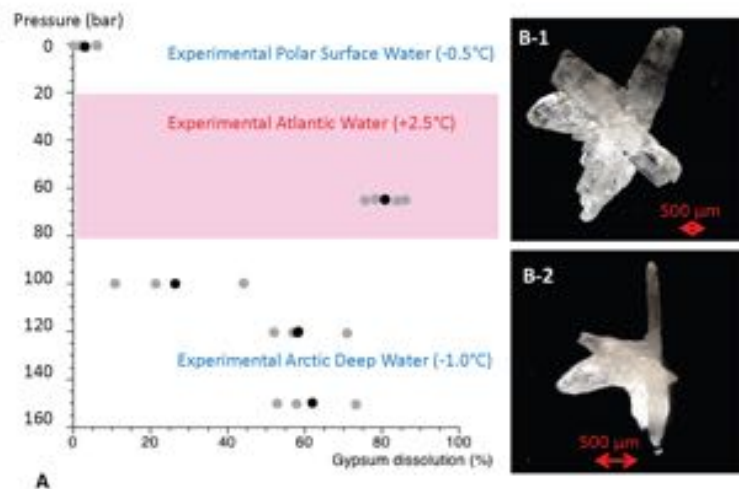 Pressure (bar)
0
Experimental Polar Surface Water (-0.5°C)
20
Experimental Atlantic Water (+2.5°C)
40
60
80
100
120
Experimental Arctic Deep Water (-1.0°C)
140
160
0 20 40 60 80 100
Gypsum dissolution (%)
A
B-1
500 µm
B-2
500 µm